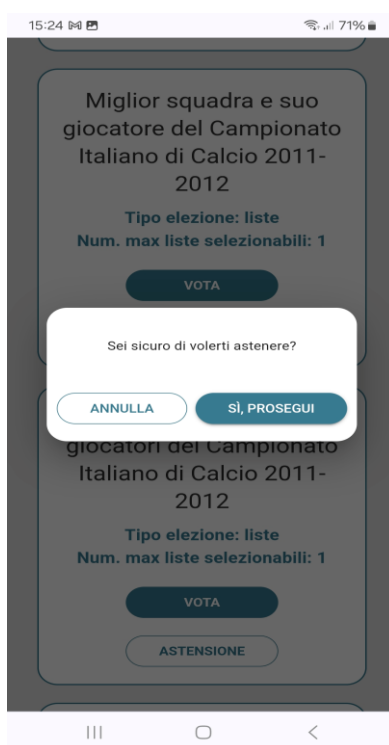 15:24 71%
Miglior squadra e suo
giocatore del Campionato
Italiano di Calcio 2011-
2012
Tipo elezione: liste
Num. max liste selezionabili: 1
VOTA
Sei sicuro di volerti astenere?
ANNULLA SÌ, PROSEGUI
giocatori del Campionato
Italiano di Calcio 2011-
2012
Tipo elezione: liste
Num. max liste selezionabili: 1
VOTA
ASTENSIONE